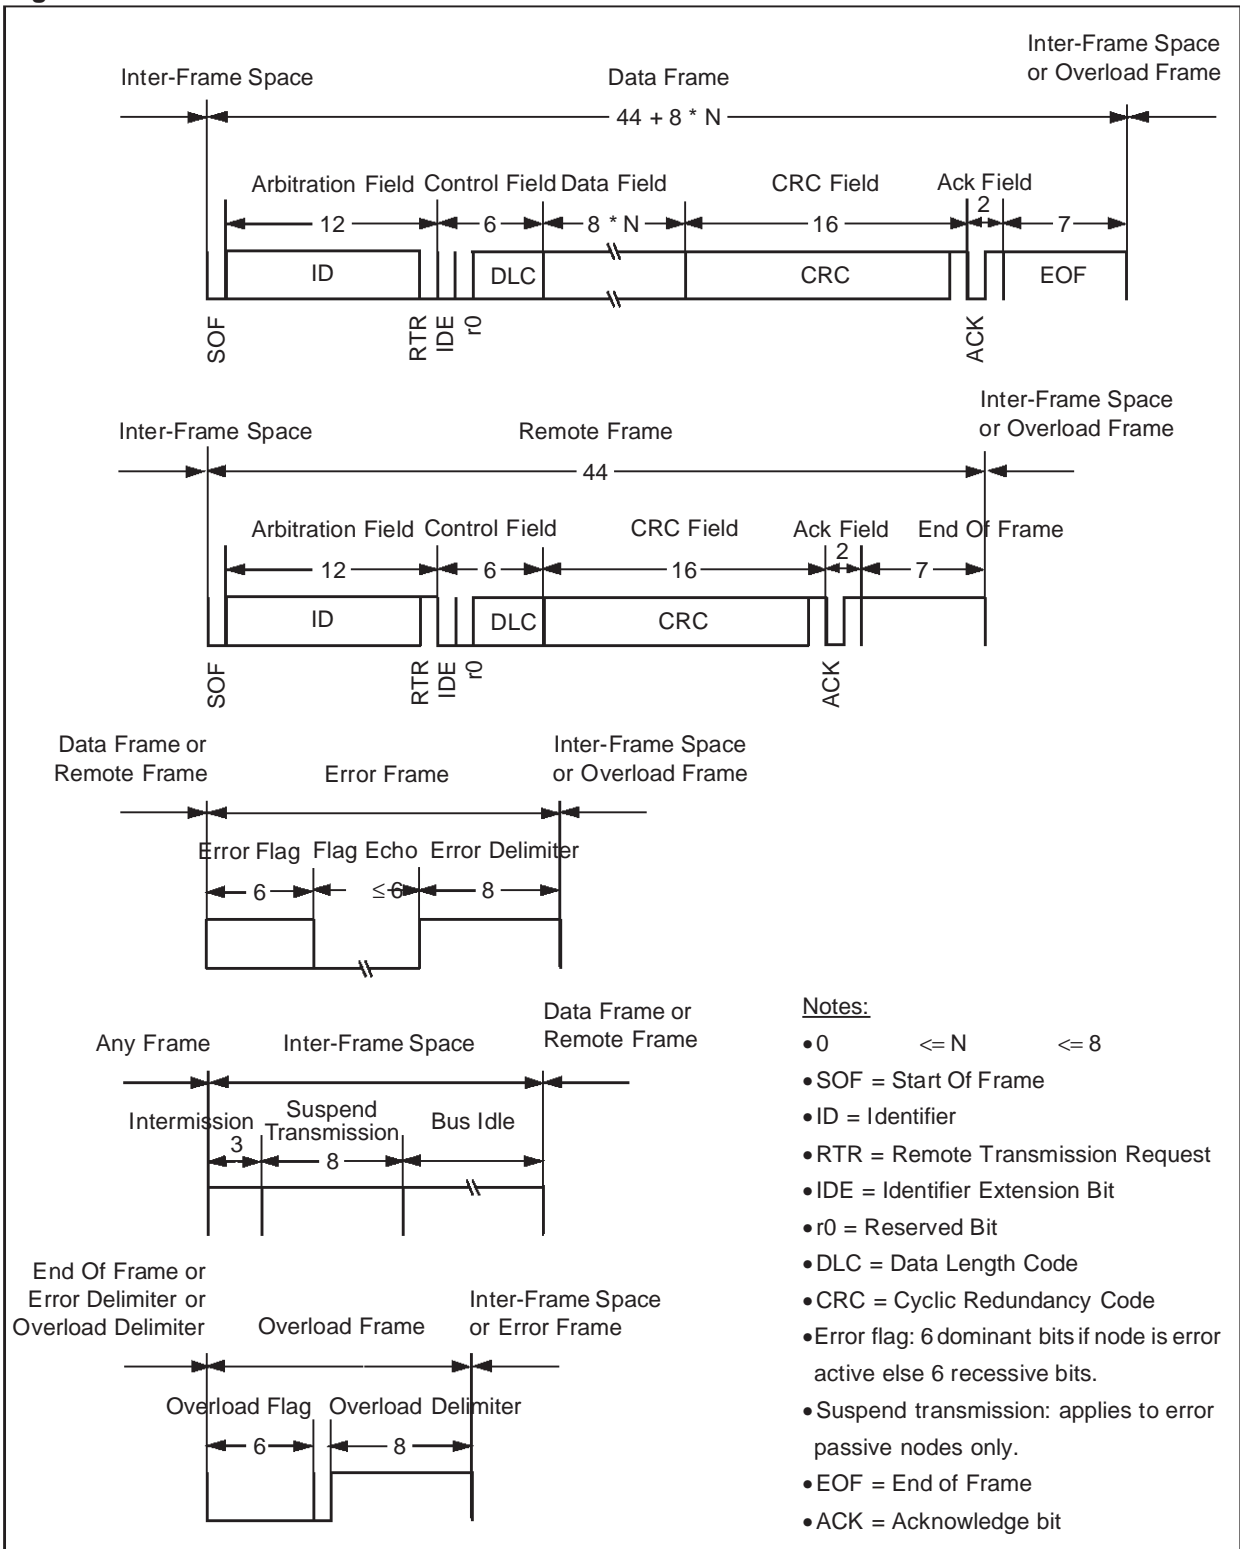 Inter-Frame Space
Data Frame
Inter-Frame Space
or Overload Frame
44 + 8 * N
Arbitration Field
Control Field
Data Field
CRC Field
Ack Field
12
6
8 * N
16
2
7
ID
DLC
CRC
EOF
SOF
RTR
IDE
r0
ACK
Inter-Frame Space
Remote Frame
Inter-Frame Space
or Overload Frame
44
Arbitration Field
Control Field
CRC Field
Ack Field
End Of Frame
12
6
16
2
7
ID
DLC
CRC
SOF
RTR
IDE
r0
ACK
Data Frame or
Remote Frame
Error Frame
Inter-Frame Space
or Overload Frame
Error Flag
Flag Echo
Error Delimiter
6
≤ 6
8
Any Frame
Inter-Frame Space
Data Frame or
Remote Frame
Intermission
Suspend
Transmission
Bus Idle
3
8
End Of Frame or
Error Delimiter or
Overload Delimiter
Overload Frame
Inter-Frame Space
or Error Frame
Overload Flag
Overload Delimiter
6
8
Notes:
•0 <= N <= 8
•SOF = Start Of Frame
•ID = Identifier
•RTR = Remote Transmission Request
•IDE = Identifier Extension Bit
•r0 = Reserved Bit
•DLC = Data Length Code
•CRC = Cyclic Redundancy Code
•Error flag: 6 dominant bits if node is error
active else 6 recessive bits.
•Suspend transmission: applies to error
passive nodes only.
•EOF = End of Frame
•ACK = Acknowledge bit